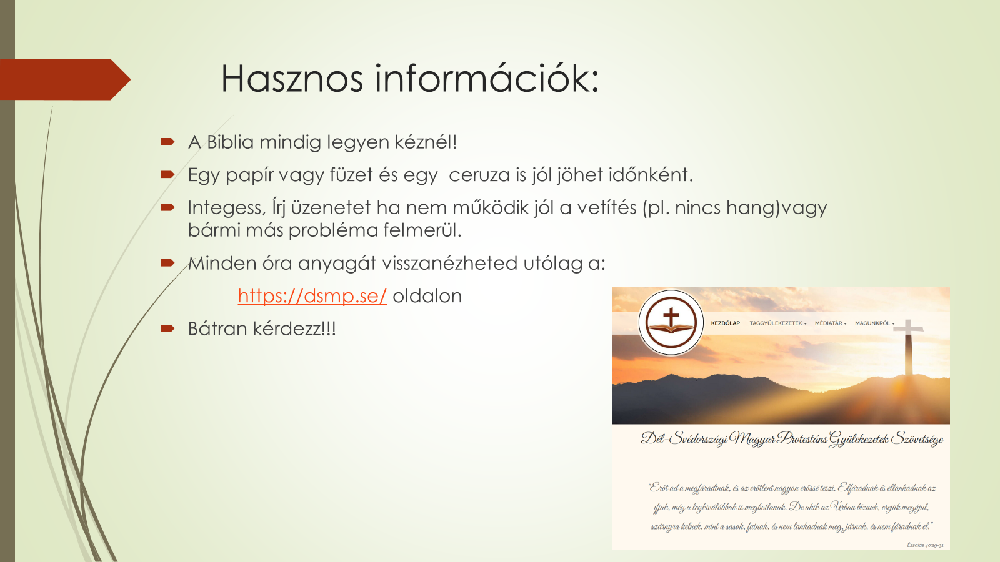 Hasznos információk:
A Biblia mindig legyen kéznél!
Egy papír vagy füzet és egy  ceruza is jól jöhet időnként.
Integess, Írj üzenetet ha nem működik jól a vetítés (pl. nincs hang)vagy
bármi más probléma felmerül.
Minden óra anyagát visszanézheted utólag a:
https://dsmp.se/ oldalon
Bátran kérdezz!!!
KEZDŐLAP TAGGYÜLEKEZETEK MÉDIATÁR MAGUNKRÓL
Dél-Svédországi Magyar Protestáns Gyülekezetek Szövetsége
"Erőt ad a megfáradtnak, és az erőtlent nagyon erőssé teszi. Elfáradnak és ellankadnak az
ifjak, még a legkiválóbbak is megbotlanak. De akik az Úrban bíznak, erejük megújul,
szárnyra kelnek, mint a sasok, futnak, és nem lankadnak meg, járnak, és nem fáradnak el."
Ézsaiás 40:29-31